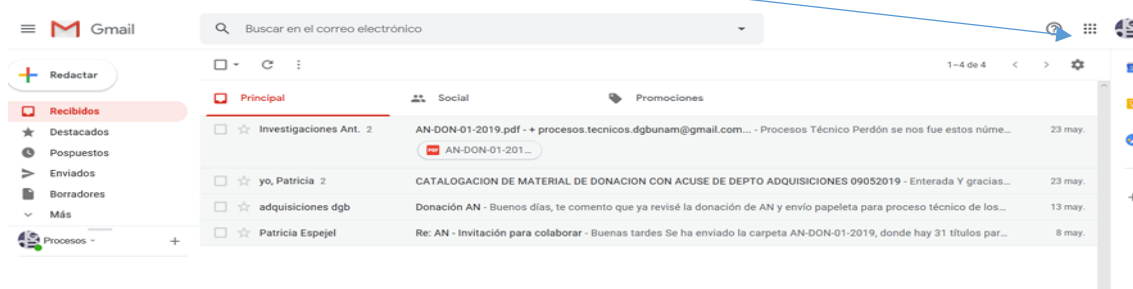 Gmail
Buscar en el correo electrónico
Redactar
1–4 de 4
Recibidos
Principal
Social
Promociones
Destacados
Investigaciones Ant. 2
AN-DON-01-2019.pdf - + procesos.tecnicos.dgbunam@gmail.com... - Procesos Técnico Perdón se nos fue estos núme...
23 may.
Pospuestos
PDF AN-DON-01-201...
Enviados
yo, Patricia 2
CATALOGACION DE MATERIAL DE DONACION CON ACUSE DE DEPTO ADQUISICIONES 09052019 - Enterada Y gracias...
23 may.
Borradores
Más
adquisiciones dgb
Donación AN - Buenos días, te comento que ya revisé la donación de AN y envío papeleta para proceso técnico de los...
13 may.
Procesos
Patricia Espejel
Re: AN - Invitación para colaborar - Buenas tardes Se ha enviado la carpeta AN-DON-01-2019, donde hay 31 títulos par...
8 may.